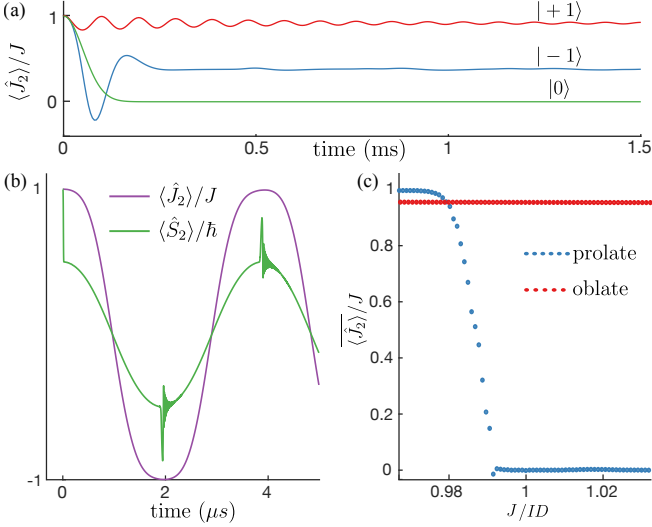 (a)
1
0
⟨Ĵ₂⟩/J
|+1⟩
|−1⟩
|0⟩
0
0.5
1
1.5
time (ms)
(b)
1
-1
⟨Ĵ₂⟩/J
⟨Ŝ₂⟩/ħ
0
2
4
time (μs)
(c)
1
0.8
0.6
0.4
0.2
0
⟨Ĵ₂⟩/J
prolate
oblate
0.98
1
1.02
J/ID